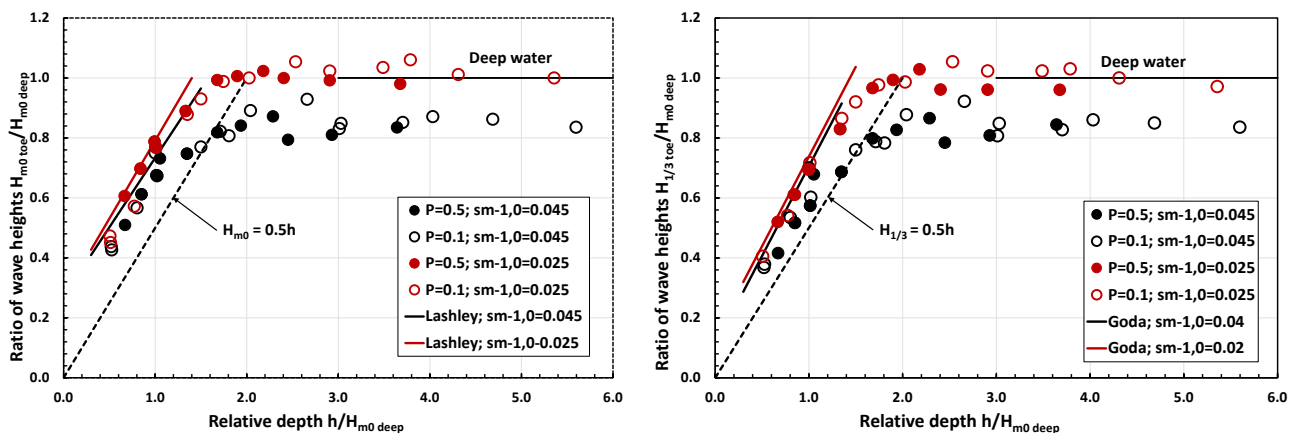 Ratio of wave heights Hm0 toe/Hm0 deep
1.2
1.0
0.8
0.6
0.4
0.2
0.0
Deep water
Hm0 = 0.5h
P=0.5; sm-1,0=0.045
P=0.1; sm-1,0=0.045
P=0.5; sm-1,0=0.025
P=0.1; sm-1,0=0.025
Lashley; sm-1,0=0.045
Lashley; sm-1,0-0.025
0.0 1.0 2.0 3.0 4.0 5.0 6.0
Relative depth h/Hm0 deep
Ratio of wave heights H1/3 toe/Hm0 deep
1.2
1.0
0.8
0.6
0.4
0.2
0.0
Deep water
H1/3 = 0.5h
P=0.5; sm-1,0=0.045
P=0.1; sm-1,0=0.045
P=0.5; sm-1,0=0.025
P=0.1; sm-1,0=0.025
Goda; sm-1,0=0.04
Goda; sm-1,0=0.02
0.0 1.0 2.0 3.0 4.0 5.0 6.0
Relative depth h/Hm0 deep